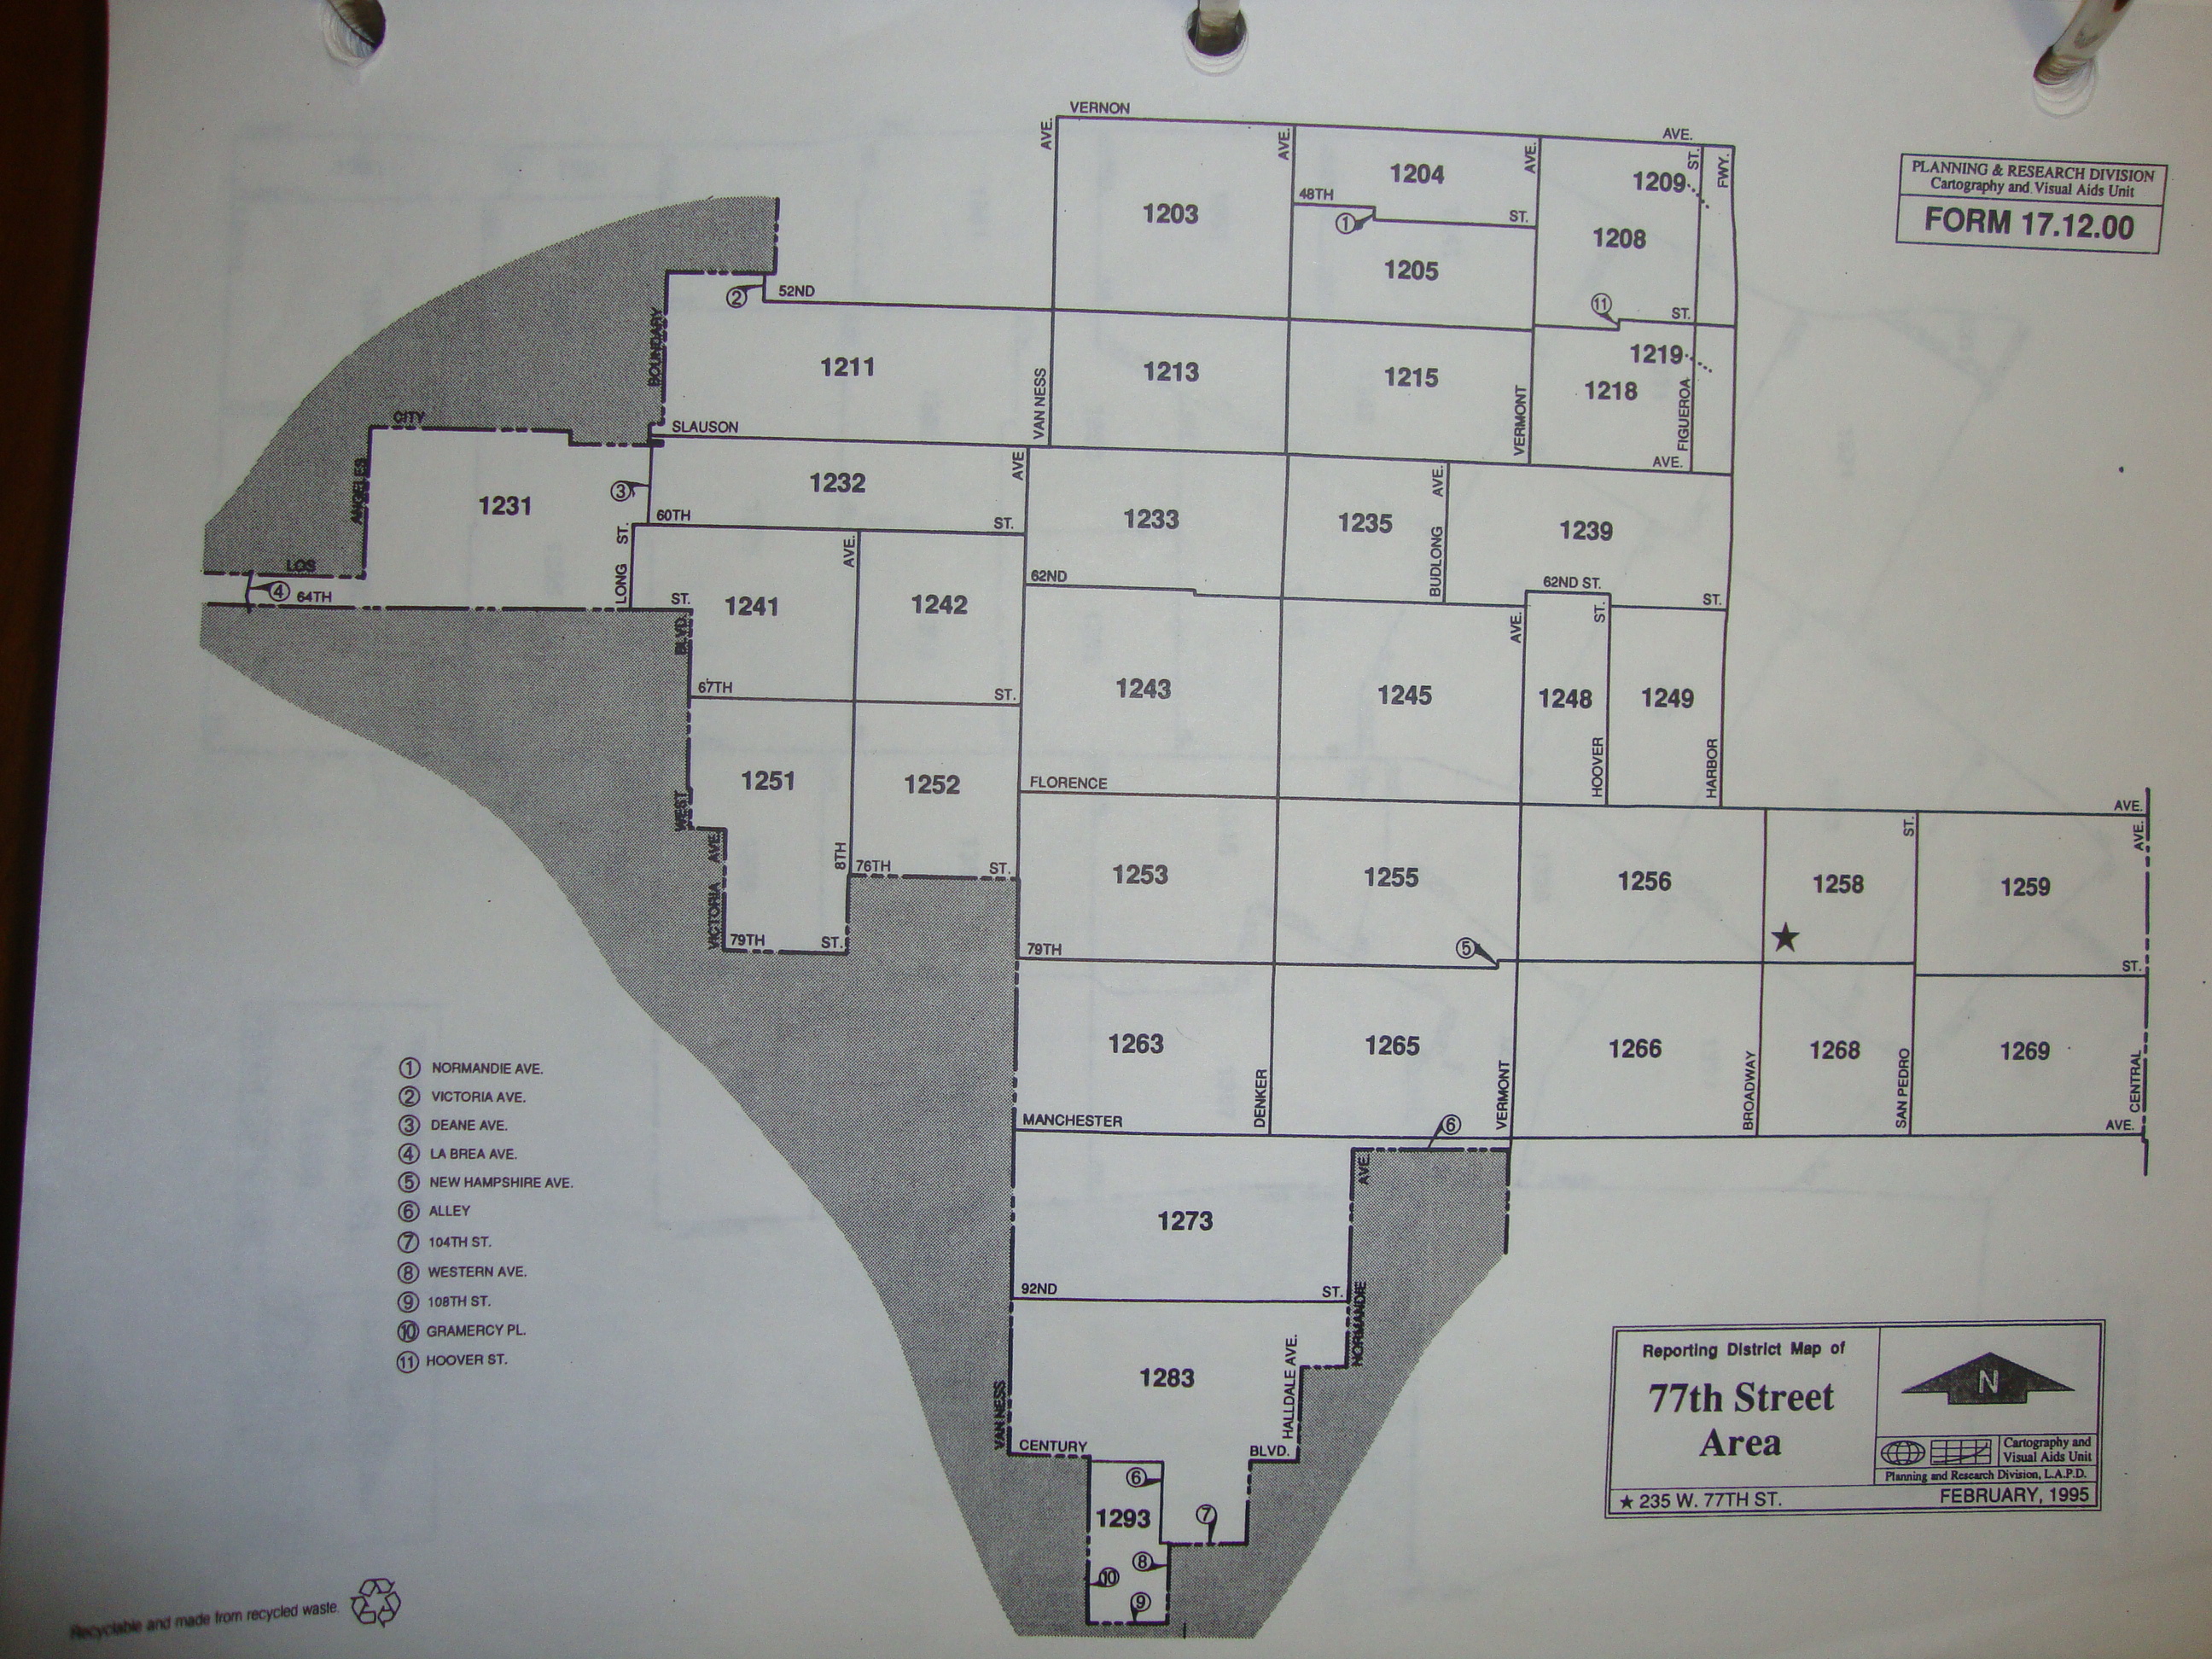 VERNON
AVE.
AVE.
AVE.
AVE.
AVE.
ST.
FWY.
PLANNING & RESEARCH DIVISION
Cartography and Visual Aids Unit
FORM 17.12.00
1203
1204
48TH
ST.
①
1205
1209
1208
⑪
ST.
②
52ND
BOUNDARY
1211
VAN NESS
1213
1215
VERMONT
1219
1218
FIGUEROA
AVE.
CITY
SLAUSON
ANGELES
1231
③
1232
AVE
60TH
ST.
1233
1235
AVE.
BUDLONG
1239
LOS
④
64TH
LONG
ST.
ST.
1241
AVE.
1242
62ND
62ND ST.
ST.
BLVD.
67TH
ST.
1243
1245
AVE.
ST.
1248
HOOVER
1249
HARBOR
WEST
1251
1252
FLORENCE
AVE.
VICTORIA AVE.
8TH
76TH
ST.
79TH
ST.
1253
1255
1256
1258
ST.
1259
AVE.
★
79TH
⑤
ST.
1263
DENKER
1265
VERMONT
1266
BROADWAY
1268
SAN PEDRO
1269
CENTRAL
MANCHESTER
⑥
AVE.
① NORMANDIE AVE.
② VICTORIA AVE.
③ DEANE AVE.
④ LA BREA AVE.
⑤ NEW HAMPSHIRE AVE.
⑥ ALLEY
⑦ 104TH ST.
⑧ WESTERN AVE.
⑨ 108TH ST.
⑩ GRAMERCY PL.
⑪ HOOVER ST.
1273
AVE.
92ND
ST.
NORMANDIE
1283
HALLDALE AVE.
VAN NESS
CENTURY
BLVD.
⑥
1293
⑦
⑧
⑩
⑨
Reporting District Map of
77th Street
Area
N
Cartography and
Visual Aids Unit
Planning and Research Division, L.A.P.D.
★ 235 W. 77TH ST.
FEBRUARY, 1995
Recyclable and made from recycled waste.